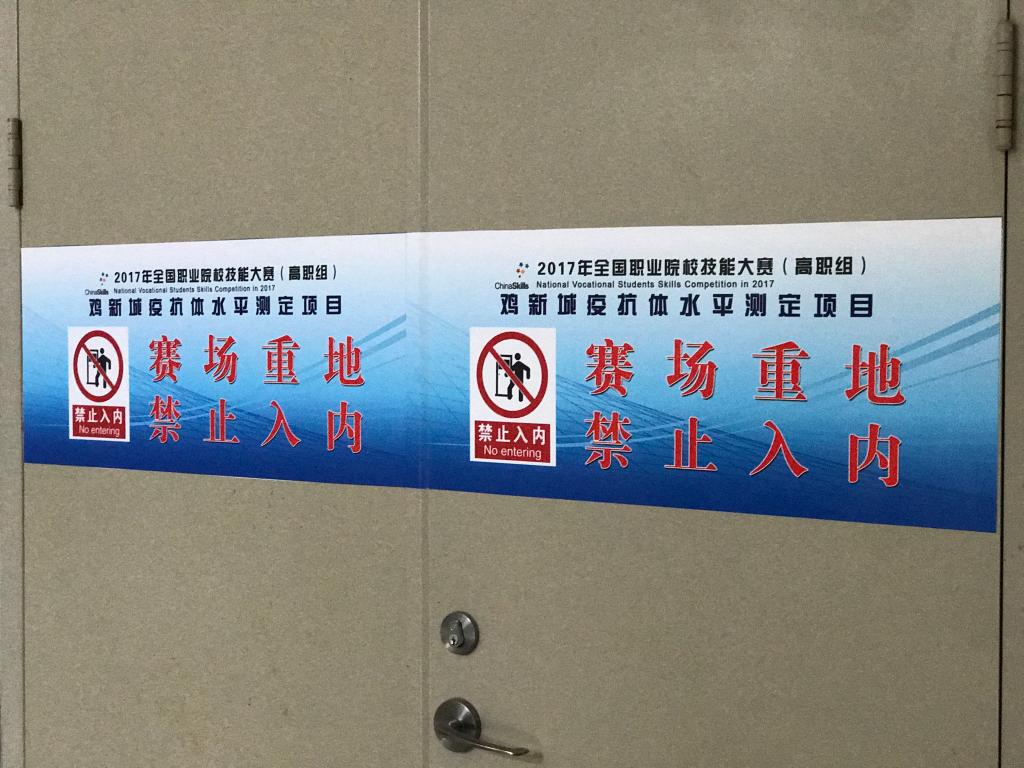 2017年全国职业院校技能大赛（高职组）
ChinaSkills
National Vocational Students Skills Competition in 2017
鸡新城疫抗体水平测定项目
赛场重地
禁止入内
禁止入内
No entering
2017年全国职业院校技能大赛（高职组）
ChinaSkills
National Vocational Students Skills Competition in 2017
鸡新城疫抗体水平测定项目
赛场重地
禁止入内
禁止入内
No entering